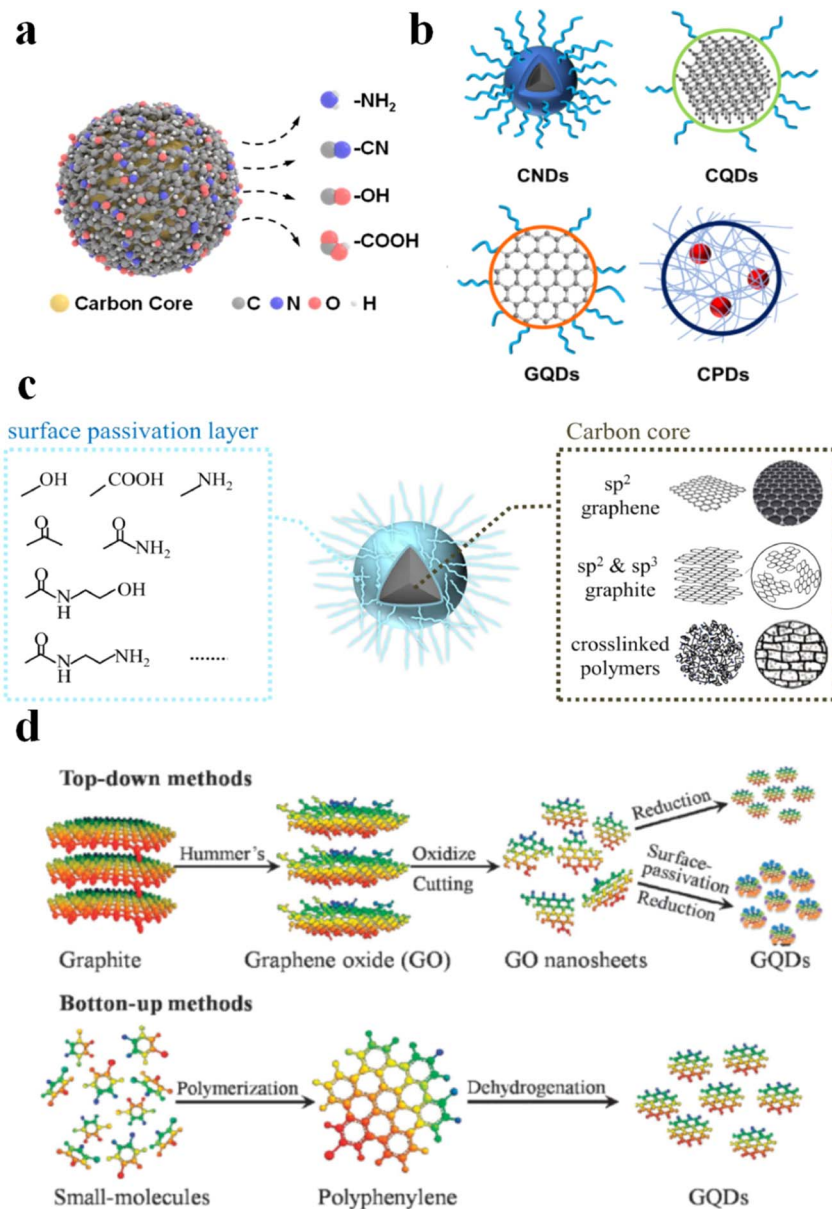 a
-NH₂
-CN
-OH
-COOH
Carbon Core
C N O H
b
CNDs
CQDs
GQDs
CPDs
c
surface passivation layer
OH
COOH
NH₂
O
O
NH₂
O
N
H
OH
O
N
H
NH₂
........
Carbon core
sp²
graphene
sp² & sp³
graphite
crosslinked
polymers
d
Top-down methods
Hummer's
Oxidize
Cutting
Reduction
Surface-
passivation
Reduction
Graphite
Graphene oxide (GO)
GO nanosheets
GQDs
Botton-up methods
Polymerization
Dehydrogenation
Small-molecules
Polyphenylene
GQDs